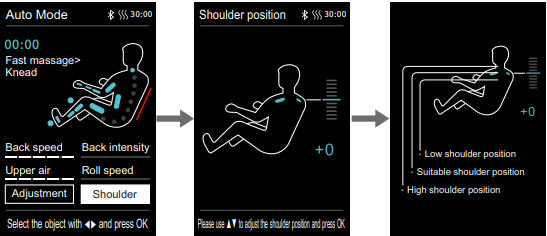 Auto Mode 30:00
00:00
Fast massage>
Knead
Back speed Back intensity
Upper air Roll speed
Adjustment Shoulder
Select the object with ◀▶ and press OK
Shoulder position 30:00
+0
Please use ▲▼ to adjust the shoulder position and press OK
+0
· Low shoulder position
· Suitable shoulder position
· High shoulder position